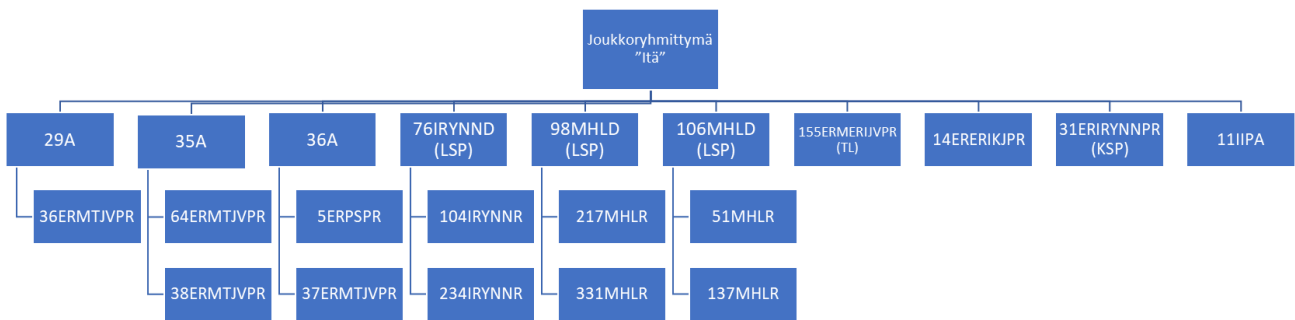 Joukkoryhmittymä
”Itä”
29A
35A
36A
76IRYNND
(LSP)
98MHLD
(LSP)
106MHLD
(LSP)
155ERMERIJVPR
(TL)
14ERERIKJPR
31ERIRYNNPR
(KSP)
11IIPA
36ERMTJVPR
64ERMTJVPR
5ERPSPR
104IRYNNR
217MHLR
51MHLR
38ERMTJVPR
37ERMTJVPR
234IRYNNR
331MHLR
137MHLR